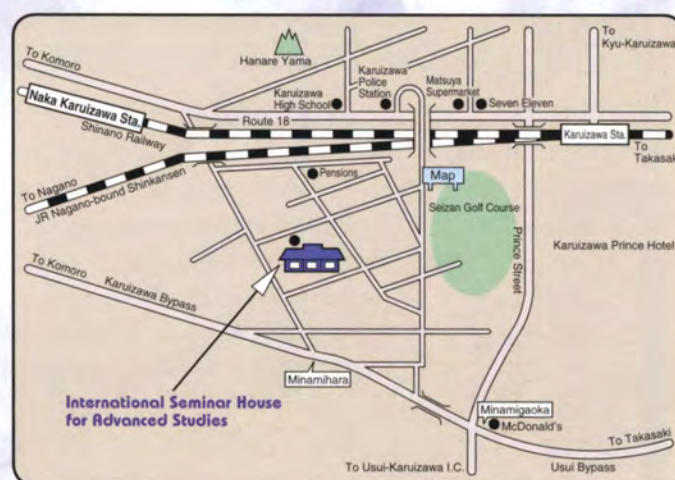 To Komoro
Hanare Yama
Karuizawa
Police
Station
Matsuya
Supermarket
To
Kyu-Karuizawa
Naka Karuizawa Sta.
Karuizawa
High School
Seven Eleven
Shinano Railway
Route 18
Karuizawa Sta.
To
Takasaki
To Nagano
JR Nagano-bound Shinkansen
Pensions
Map
Seizan Golf Course
Prince Street
Karuizawa Prince Hotel
To Komoro
Karuizawa Bypass
Minamihara
International Seminar House
for Advanced Studies
Minamigaoka
McDonald's
To Takasaki
To Usui-Karuizawa I.C.
Usui Bypass